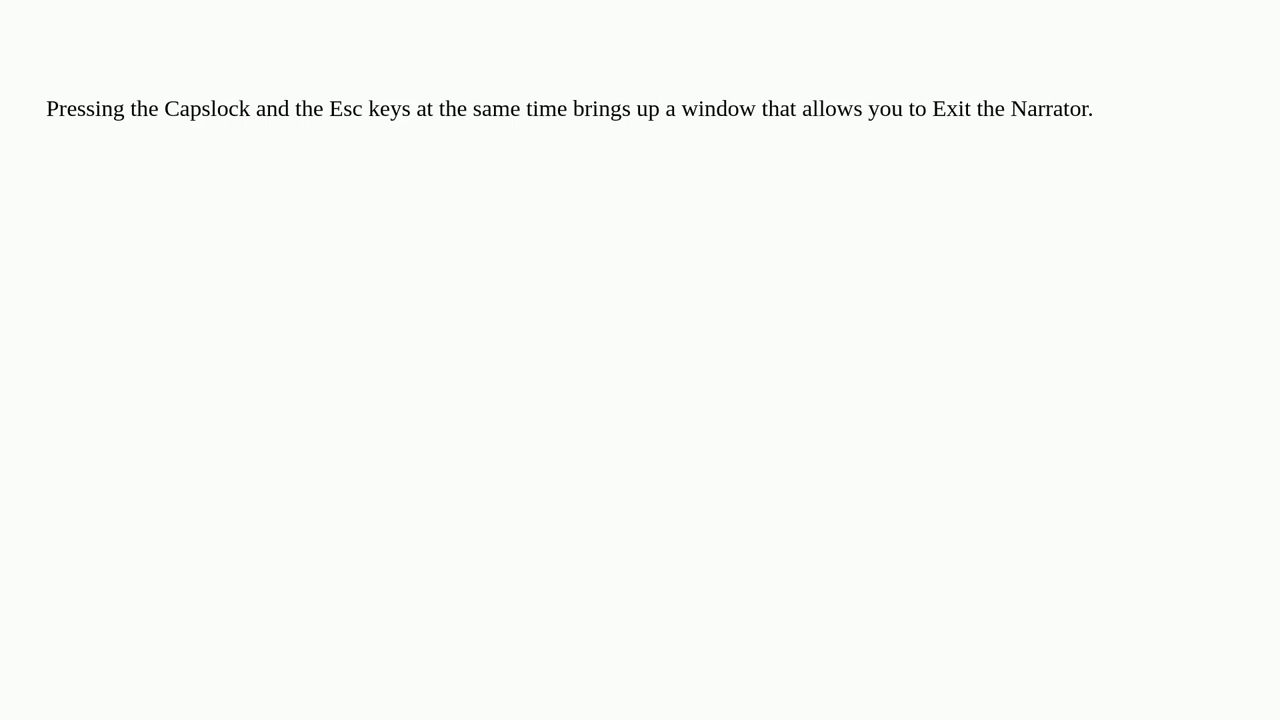 Pressing the Capslock and the Esc keys at the same time brings up a window that allows you to Exit the Narrator.